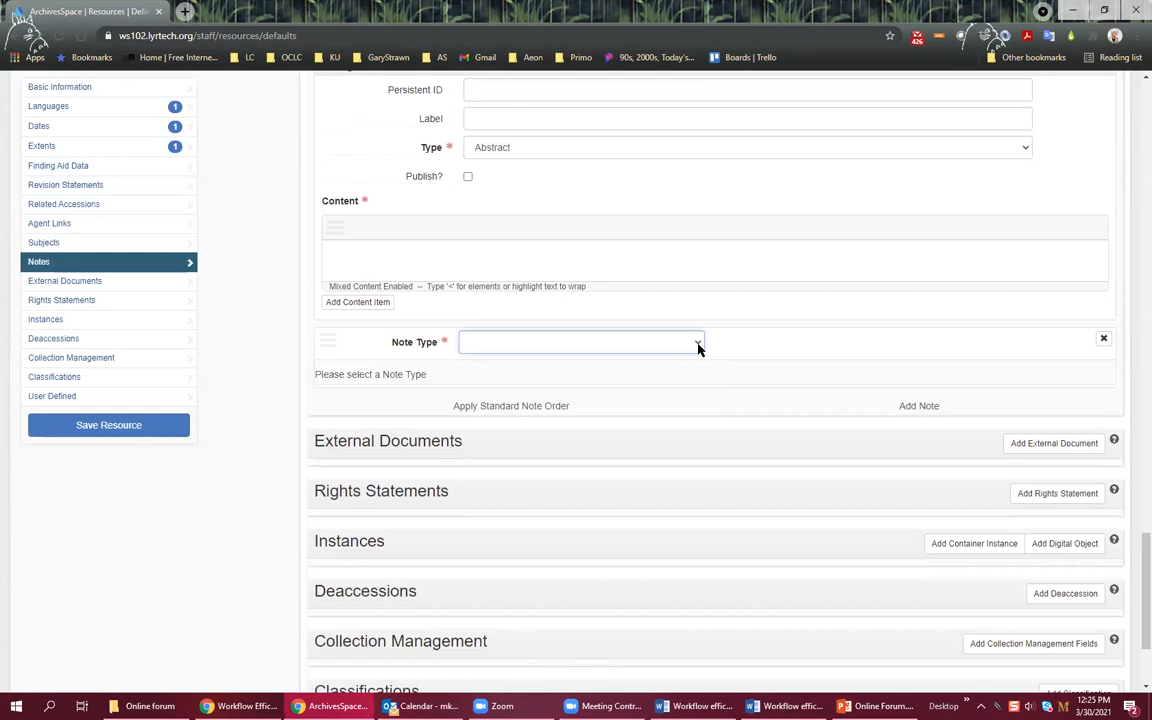 ArchivesSpace | Resources | Defa
ws102.lyrtech.org/staff/resources/defaults
426
Apps
Bookmarks
Home | Free Interne...
LC
OCLC
KU
GaryStrawn
AS
Gmail
Aeon
Primo
90s, 2000s, Today's...
Boards | Trello
Other bookmarks
Reading list
Basic Information
Languages 1
Dates 1
Extents 1
Finding Aid Data
Revision Statements
Related Accessions
Agent Links
Subjects
Notes
External Documents
Rights Statements
Instances
Deaccessions
Collection Management
Classifications
User Defined
Save Resource
Persistent ID
Label
Type * Abstract
Publish?
Content *
Mixed Content Enabled -- Type '<' for elements or highlight text to wrap
Add Content Item
Note Type *
Please select a Note Type
Apply Standard Note Order Add Note
External Documents Add External Document
Rights Statements Add Rights Statement
Instances Add Container Instance Add Digital Object
Deaccessions Add Deaccession
Collection Management Add Collection Management Fields
Classifications Add Classification
Online forum
Workflow Effic...
ArchivesSpace...
Calendar - mk...
Zoom
Meeting Contr...
Workflow effic...
Workflow effic...
Online Forum....
Desktop
12:25 PM
3/30/2021
2